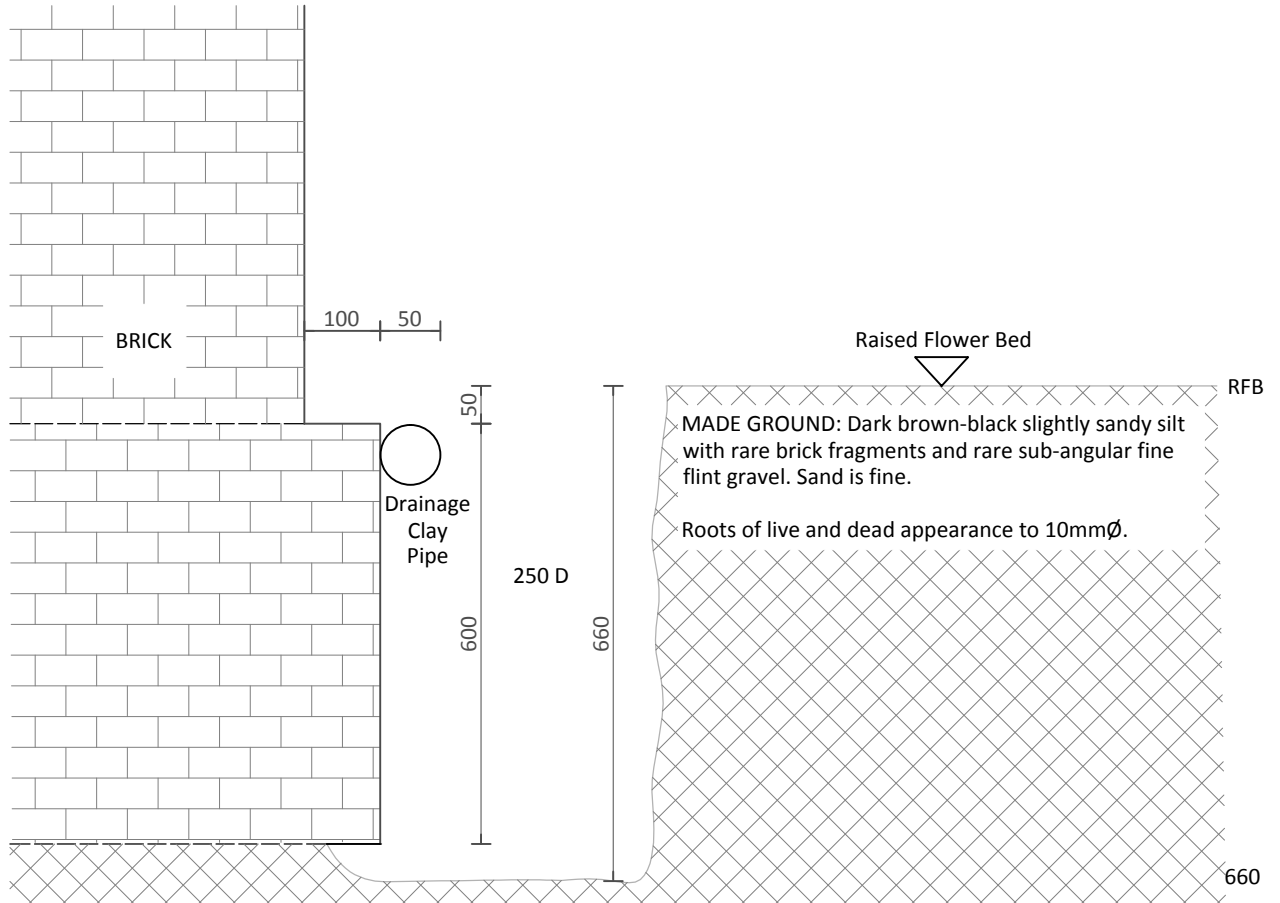 100
50
BRICK
Raised Flower Bed
RFB
50
MADE GROUND: Dark brown-black slightly sandy silt
with rare brick fragments and rare sub-angular fine
flint gravel. Sand is fine.
Roots of live and dead appearance to 10mmØ.
Drainage
Clay
Pipe
250 D
600
660
660